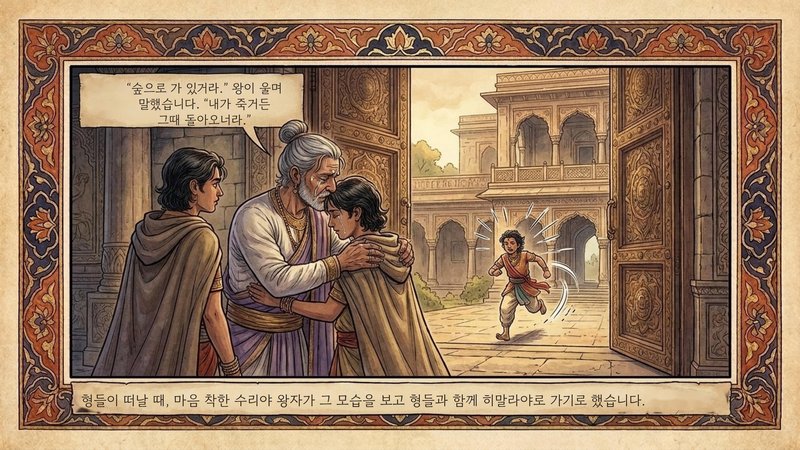 “숲으로 가 있거라.” 왕이 울며
말했습니다. “내가 죽거든
그때 돌아오너라.”
형들이 떠날 때, 마음 착한 수리야 왕자가 그 모습을 보고 형들과 함께 히말라야로 가기로 했습니다.